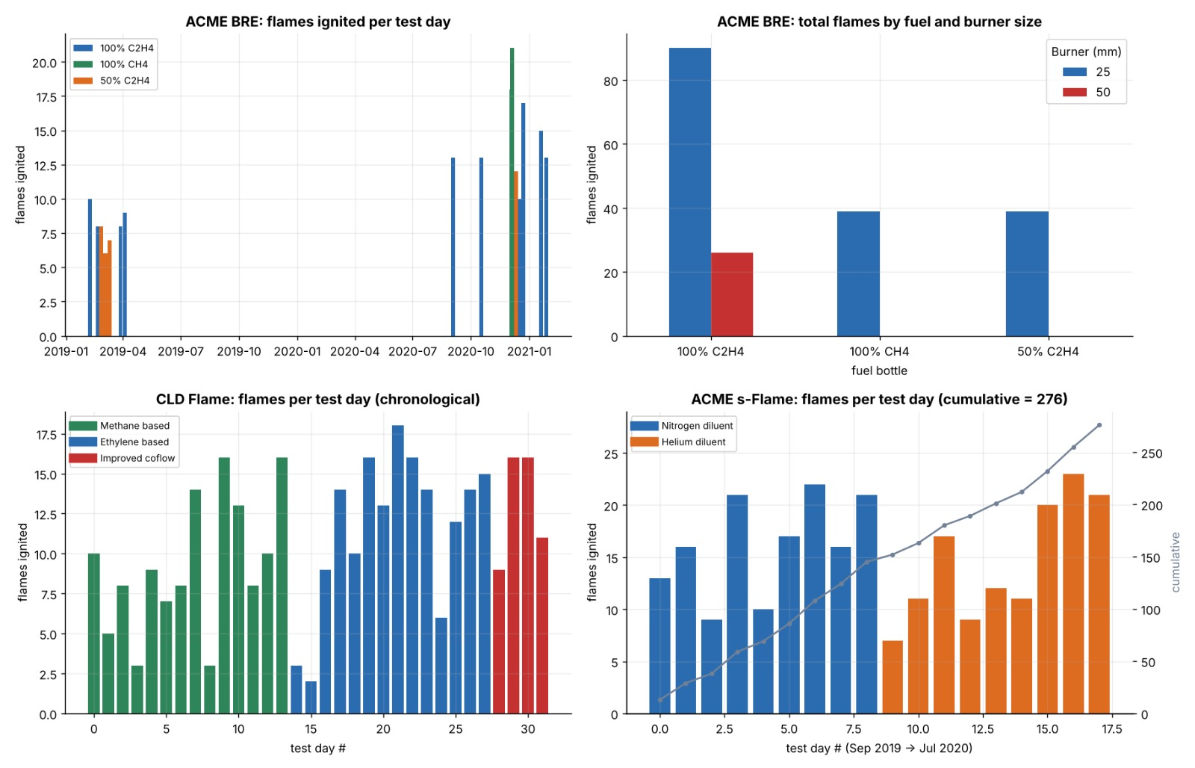 ACME BRE: flames ignited per test day
flames ignited
20.0
17.5
15.0
12.5
10.0
7.5
5.0
2.5
0.0
100% C2H4
100% CH4
50% C2H4
2019-01 2019-04 2019-07 2019-10 2020-01 2020-04 2020-07 2020-10 2021-01
ACME BRE: total flames by fuel and burner size
flames ignited
80
60
40
20
0
Burner (mm)
25
50
100% C2H4 100% CH4 50% C2H4
fuel bottle
CLD Flame: flames per test day (chronological)
flames ignited
17.5
15.0
12.5
10.0
7.5
5.0
2.5
0.0
Methane based
Ethylene based
Improved coflow
0 5 10 15 20 25 30
test day #
ACME s-Flame: flames per test day (cumulative = 276)
flames ignited
25
20
15
10
5
0
Nitrogen diluent
Helium diluent
250
200
150
100
50
0
cumulative
0.0 2.5 5.0 7.5 10.0 12.5 15.0 17.5
test day # (Sep 2019 → Jul 2020)